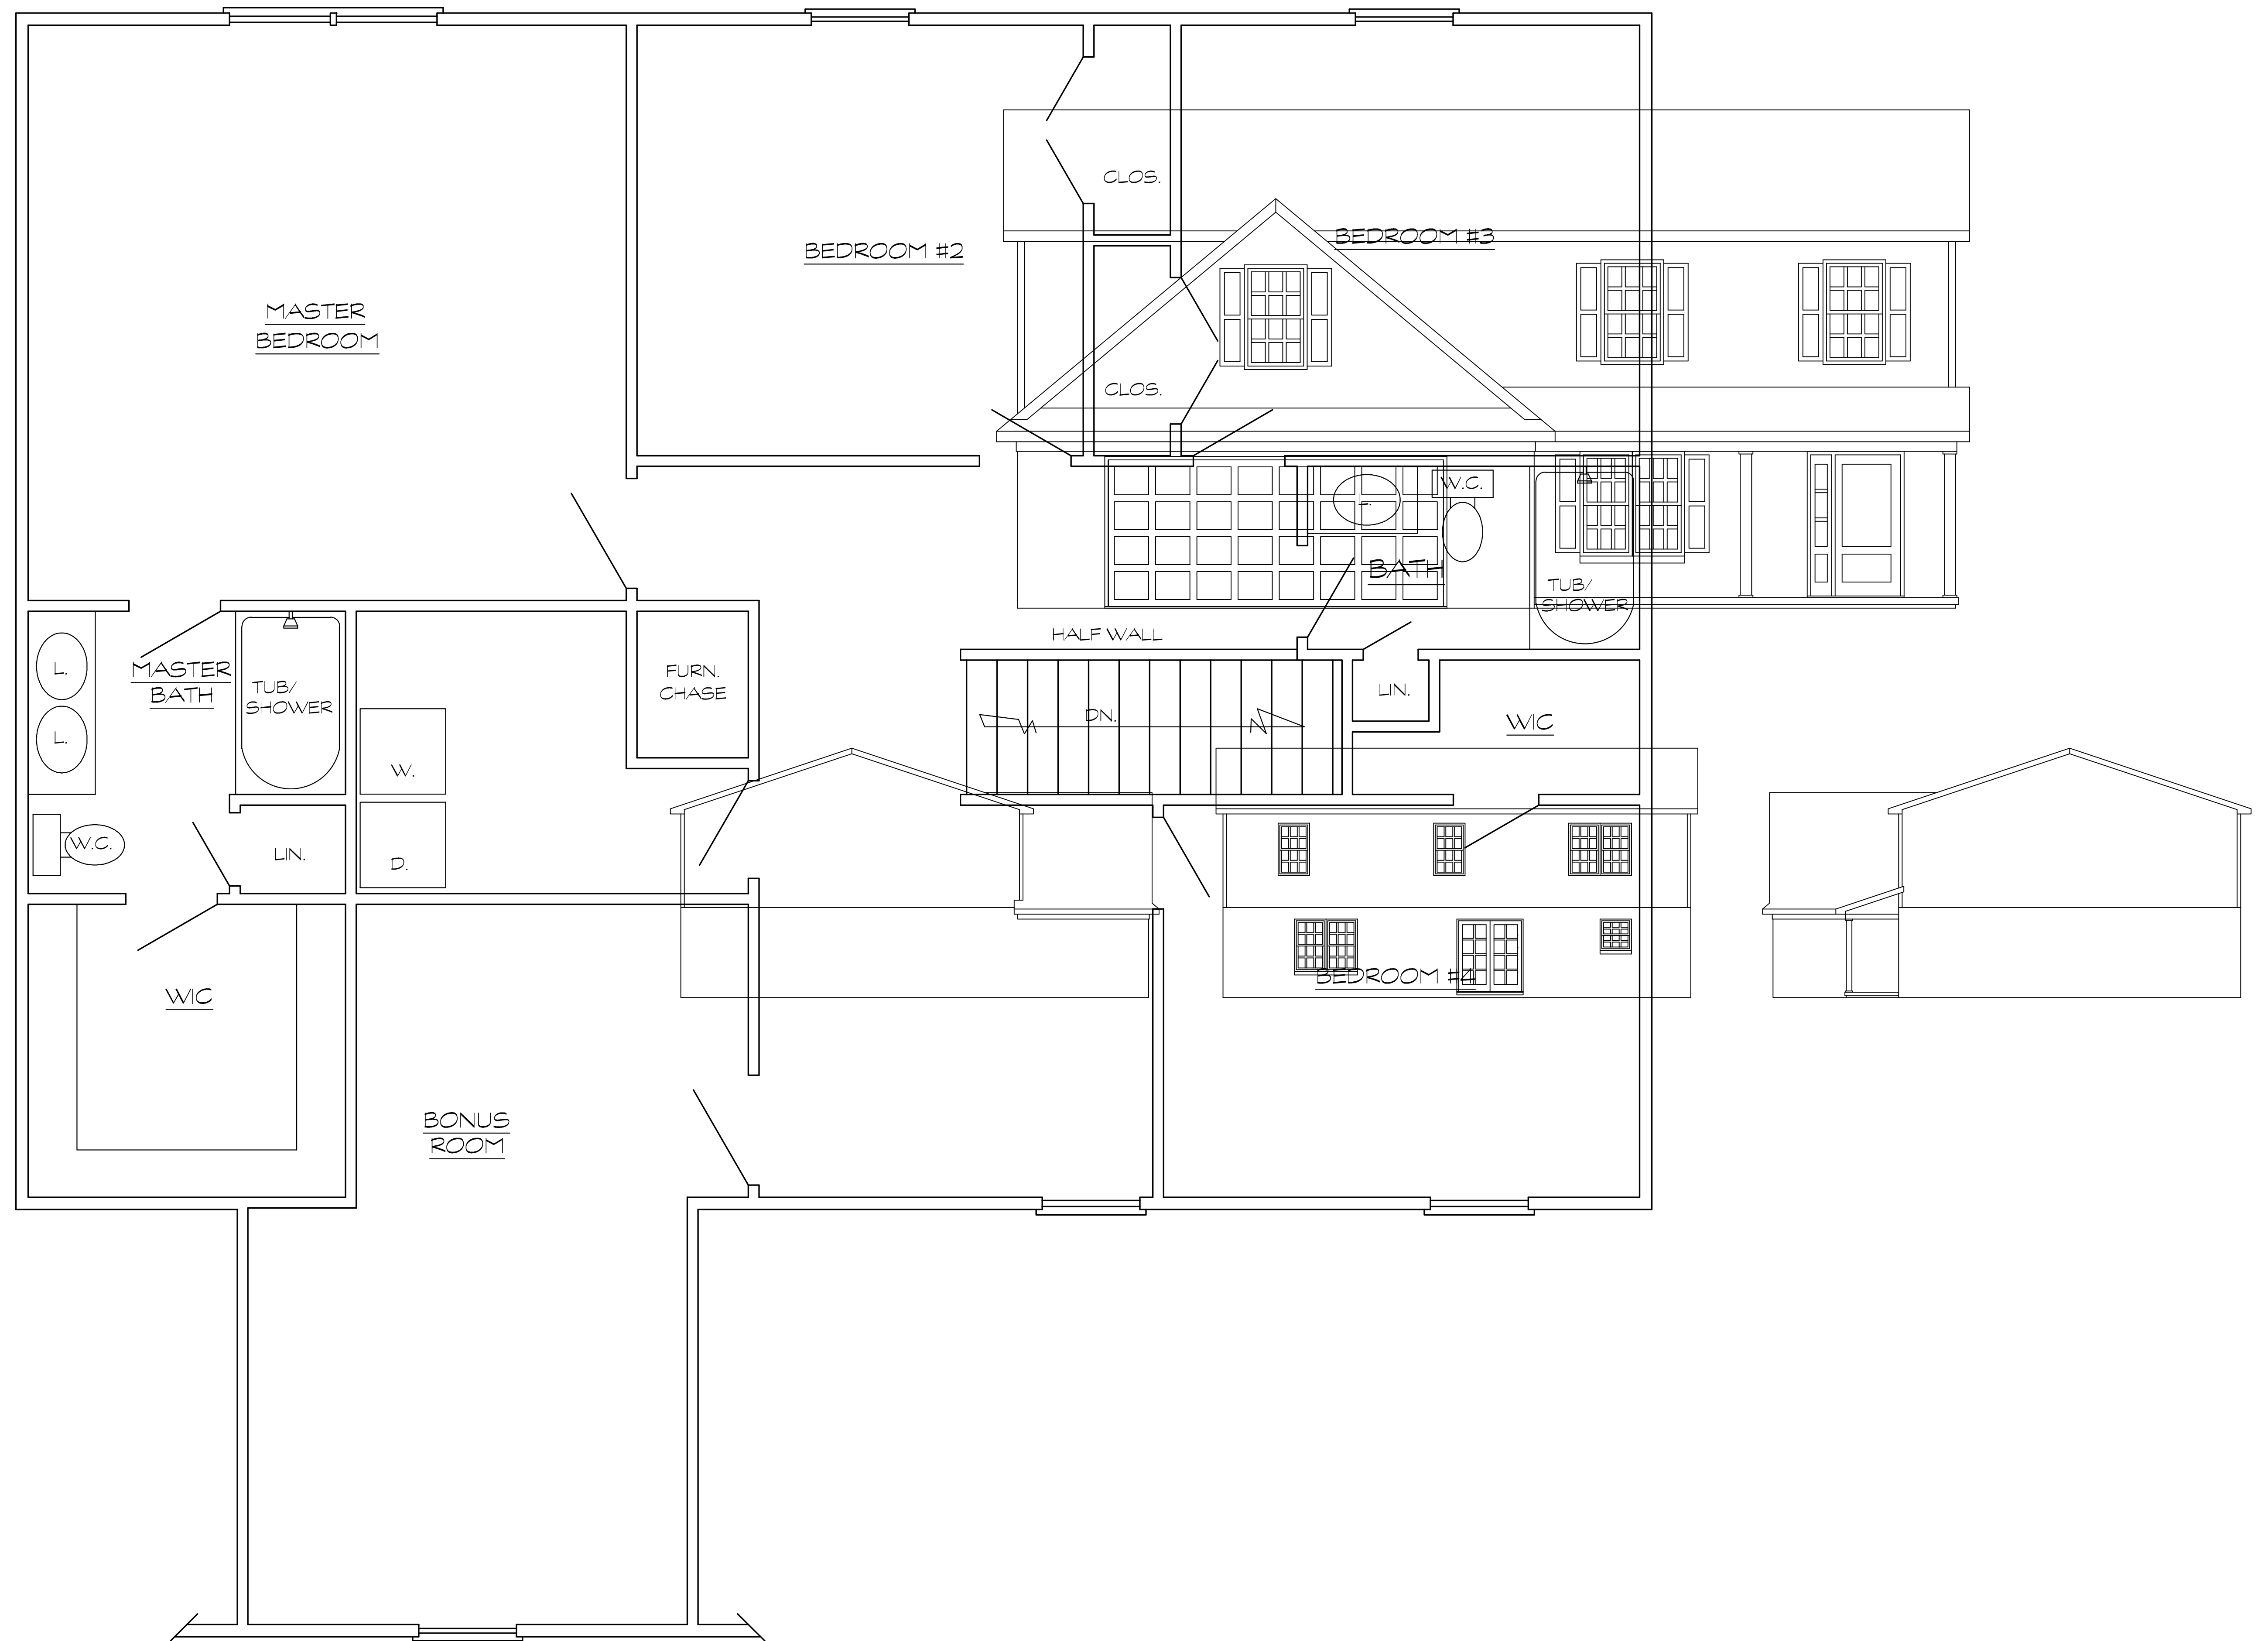 CLOS.
BEDROOM #3
BEDROOM #2
MASTER
BEDROOM
CLOS.
W.C.
L.
BATH
TUB/
SHOWER
HALF WALL
L.
MASTER
BATH
TUB/
SHOWER
FURN.
CHASE
LIN.
DN.
WIC
L.
W.
W.C.
LIN.
D.
BEDROOM #4
WIC
BONUS
ROOM